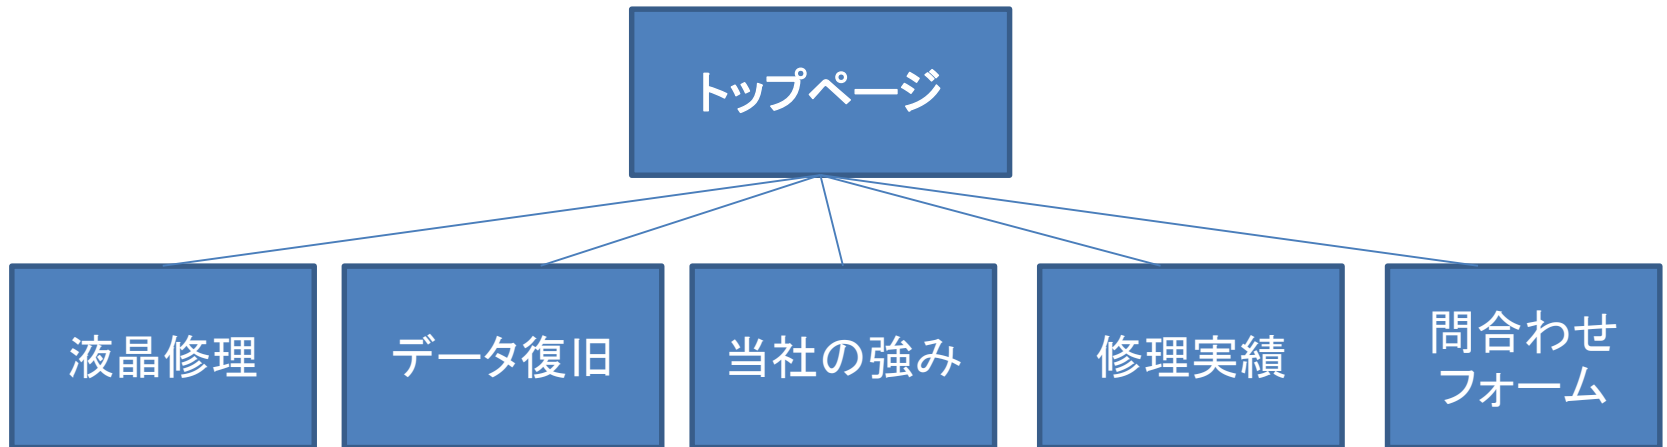 トップページ
液晶修理
データ復旧
当社の強み
修理実績
問合わせ
フォーム